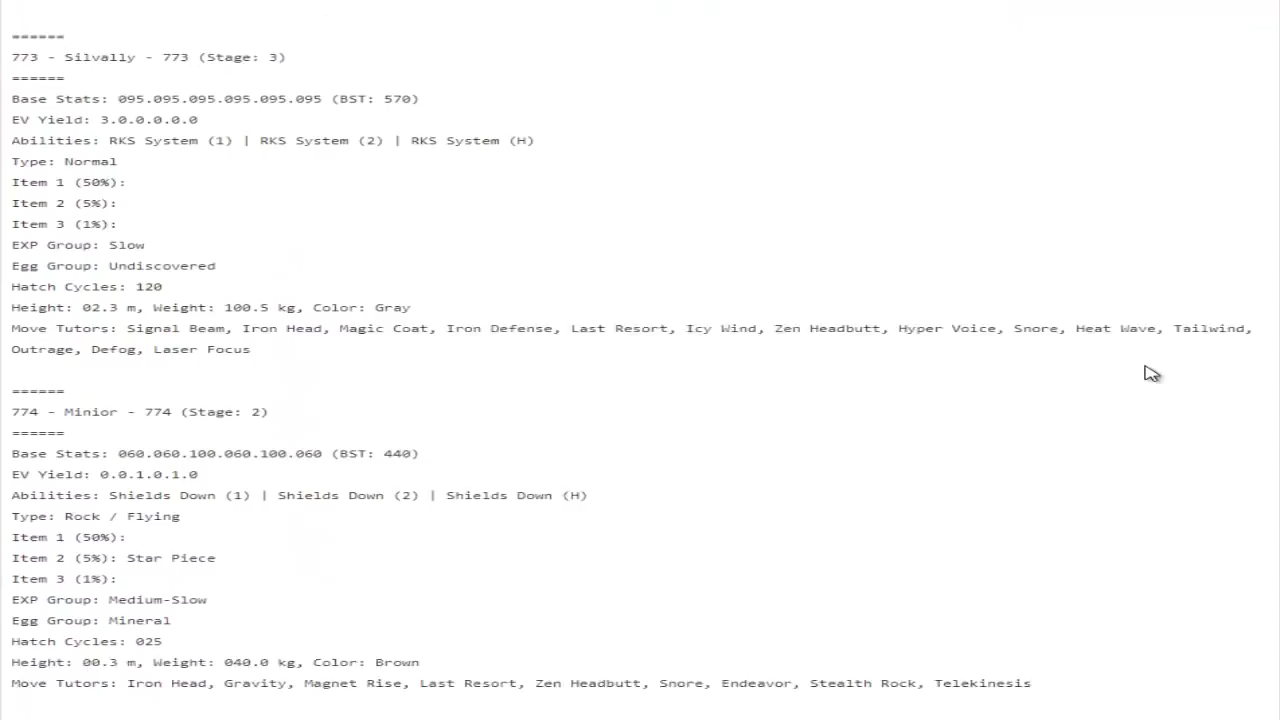 ======
773 - Silvally - 773 (Stage: 3)
======
Base Stats: 095.095.095.095.095.095 (BST: 570)
EV Yield: 3.0.0.0.0.0
Abilities: RKS System (1) | RKS System (2) | RKS System (H)
Type: Normal
Item 1 (50%):
Item 2 (5%):
Item 3 (1%):
EXP Group: Slow
Egg Group: Undiscovered
Hatch Cycles: 120
Height: 02.3 m, Weight: 100.5 kg, Color: Gray
Move Tutors: Signal Beam, Iron Head, Magic Coat, Iron Defense, Last Resort, Icy Wind, Zen Headbutt, Hyper Voice, Snore, Heat Wave, Tailwind,
Outrage, Defog, Laser Focus
======
774 - Minior - 774 (Stage: 2)
======
Base Stats: 060.060.100.060.100.060 (BST: 440)
EV Yield: 0.0.1.0.1.0
Abilities: Shields Down (1) | Shields Down (2) | Shields Down (H)
Type: Rock / Flying
Item 1 (50%):
Item 2 (5%): Star Piece
Item 3 (1%):
EXP Group: Medium-Slow
Egg Group: Mineral
Hatch Cycles: 025
Height: 00.3 m, Weight: 040.0 kg, Color: Brown
Move Tutors: Iron Head, Gravity, Magnet Rise, Last Resort, Zen Headbutt, Snore, Endeavor, Stealth Rock, Telekinesis